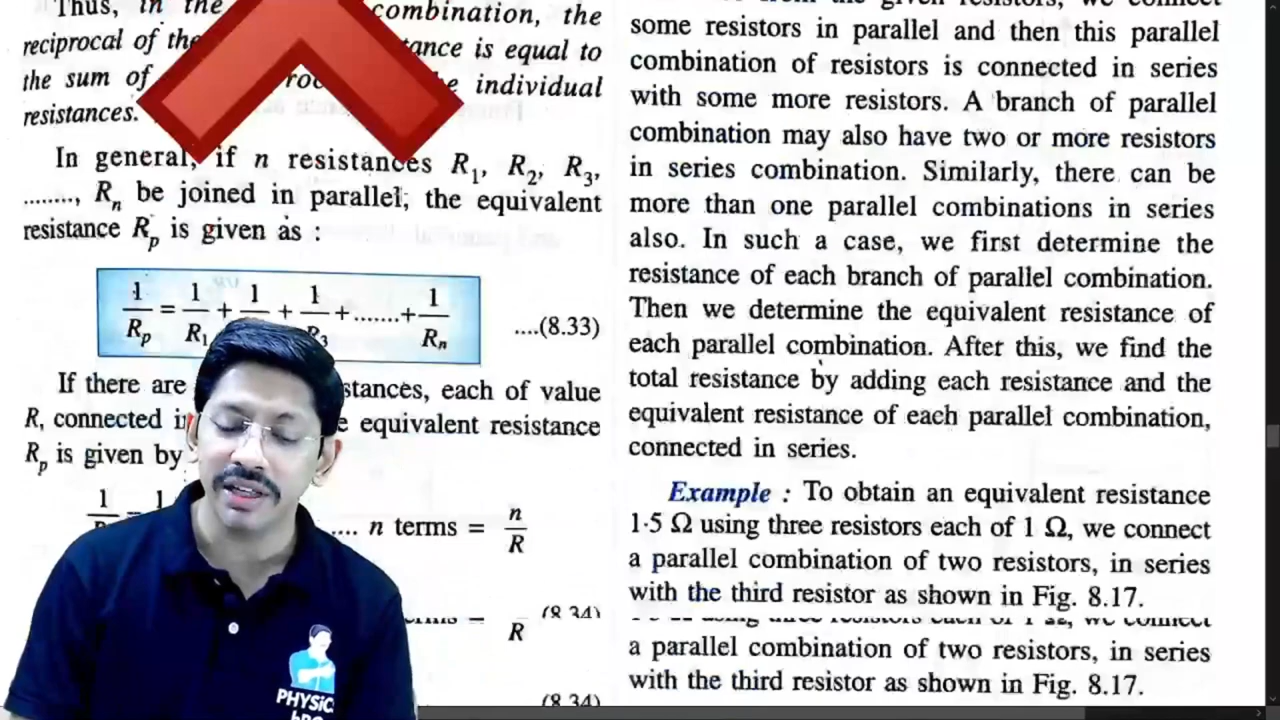 Thus, in the combination, the
reciprocal of the tance is equal to
the sum of roc e individual
resistances.
In general, if n resistances R₁, R₂, R₃,
........, Rₙ be joined in parallel, the equivalent
resistance Rₚ is given as :
1/Rₚ = 1/R₁ + 1/ + 1/R₃ +.......+ 1/Rₙ ....(8.33)
If there are stances, each of value
R, connected i e equivalent resistance
Rₚ is given by
.... n terms = n/R
R (8.34)
(8.34)
some resistors in parallel and then this parallel
combination of resistors is connected in series
with some more resistors. A branch of parallel
combination may also have two or more resistors
in series combination. Similarly, there can be
more than one parallel combinations in series
also. In such a case, we first determine the
resistance of each branch of parallel combination.
Then we determine the equivalent resistance of
each parallel combination. After this, we find the
total resistance by adding each resistance and the
equivalent resistance of each parallel combination,
connected in series.
Example : To obtain an equivalent resistance
1·5 Ω using three resistors each of 1 Ω, we connect
a parallel combination of two resistors, in series
with the third resistor as shown in Fig. 8.17.
a parallel combination of two resistors, in series
with the third resistor as shown in Fig. 8.17.
PHYSIC